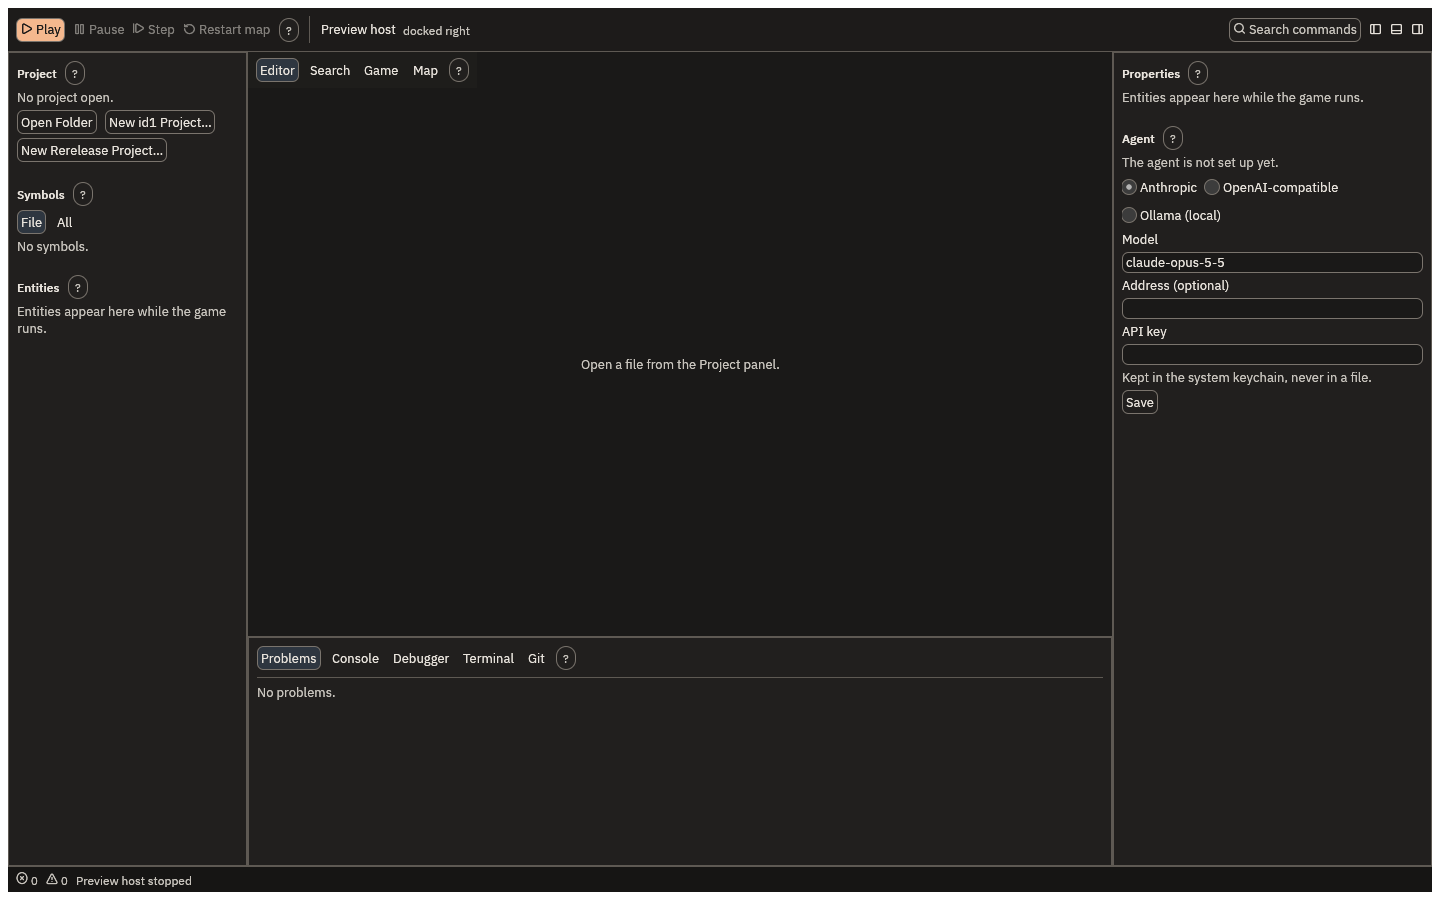 Play Pause Step Restart map ? Preview host docked right Search commands
Project ?
No project open.
Open Folder New id1 Project...
New Rerelease Project...
Symbols ?
File All
No symbols.
Entities ?
Entities appear here while the game
runs.
Editor Search Game Map ?
Open a file from the Project panel.
Problems Console Debugger Terminal Git ?
No problems.
Properties ?
Entities appear here while the game runs.
Agent ?
The agent is not set up yet.
Anthropic OpenAI-compatible
Ollama (local)
Model
claude-opus-5-5
Address (optional)
API key
Kept in the system keychain, never in a file.
Save
0 0 Preview host stopped